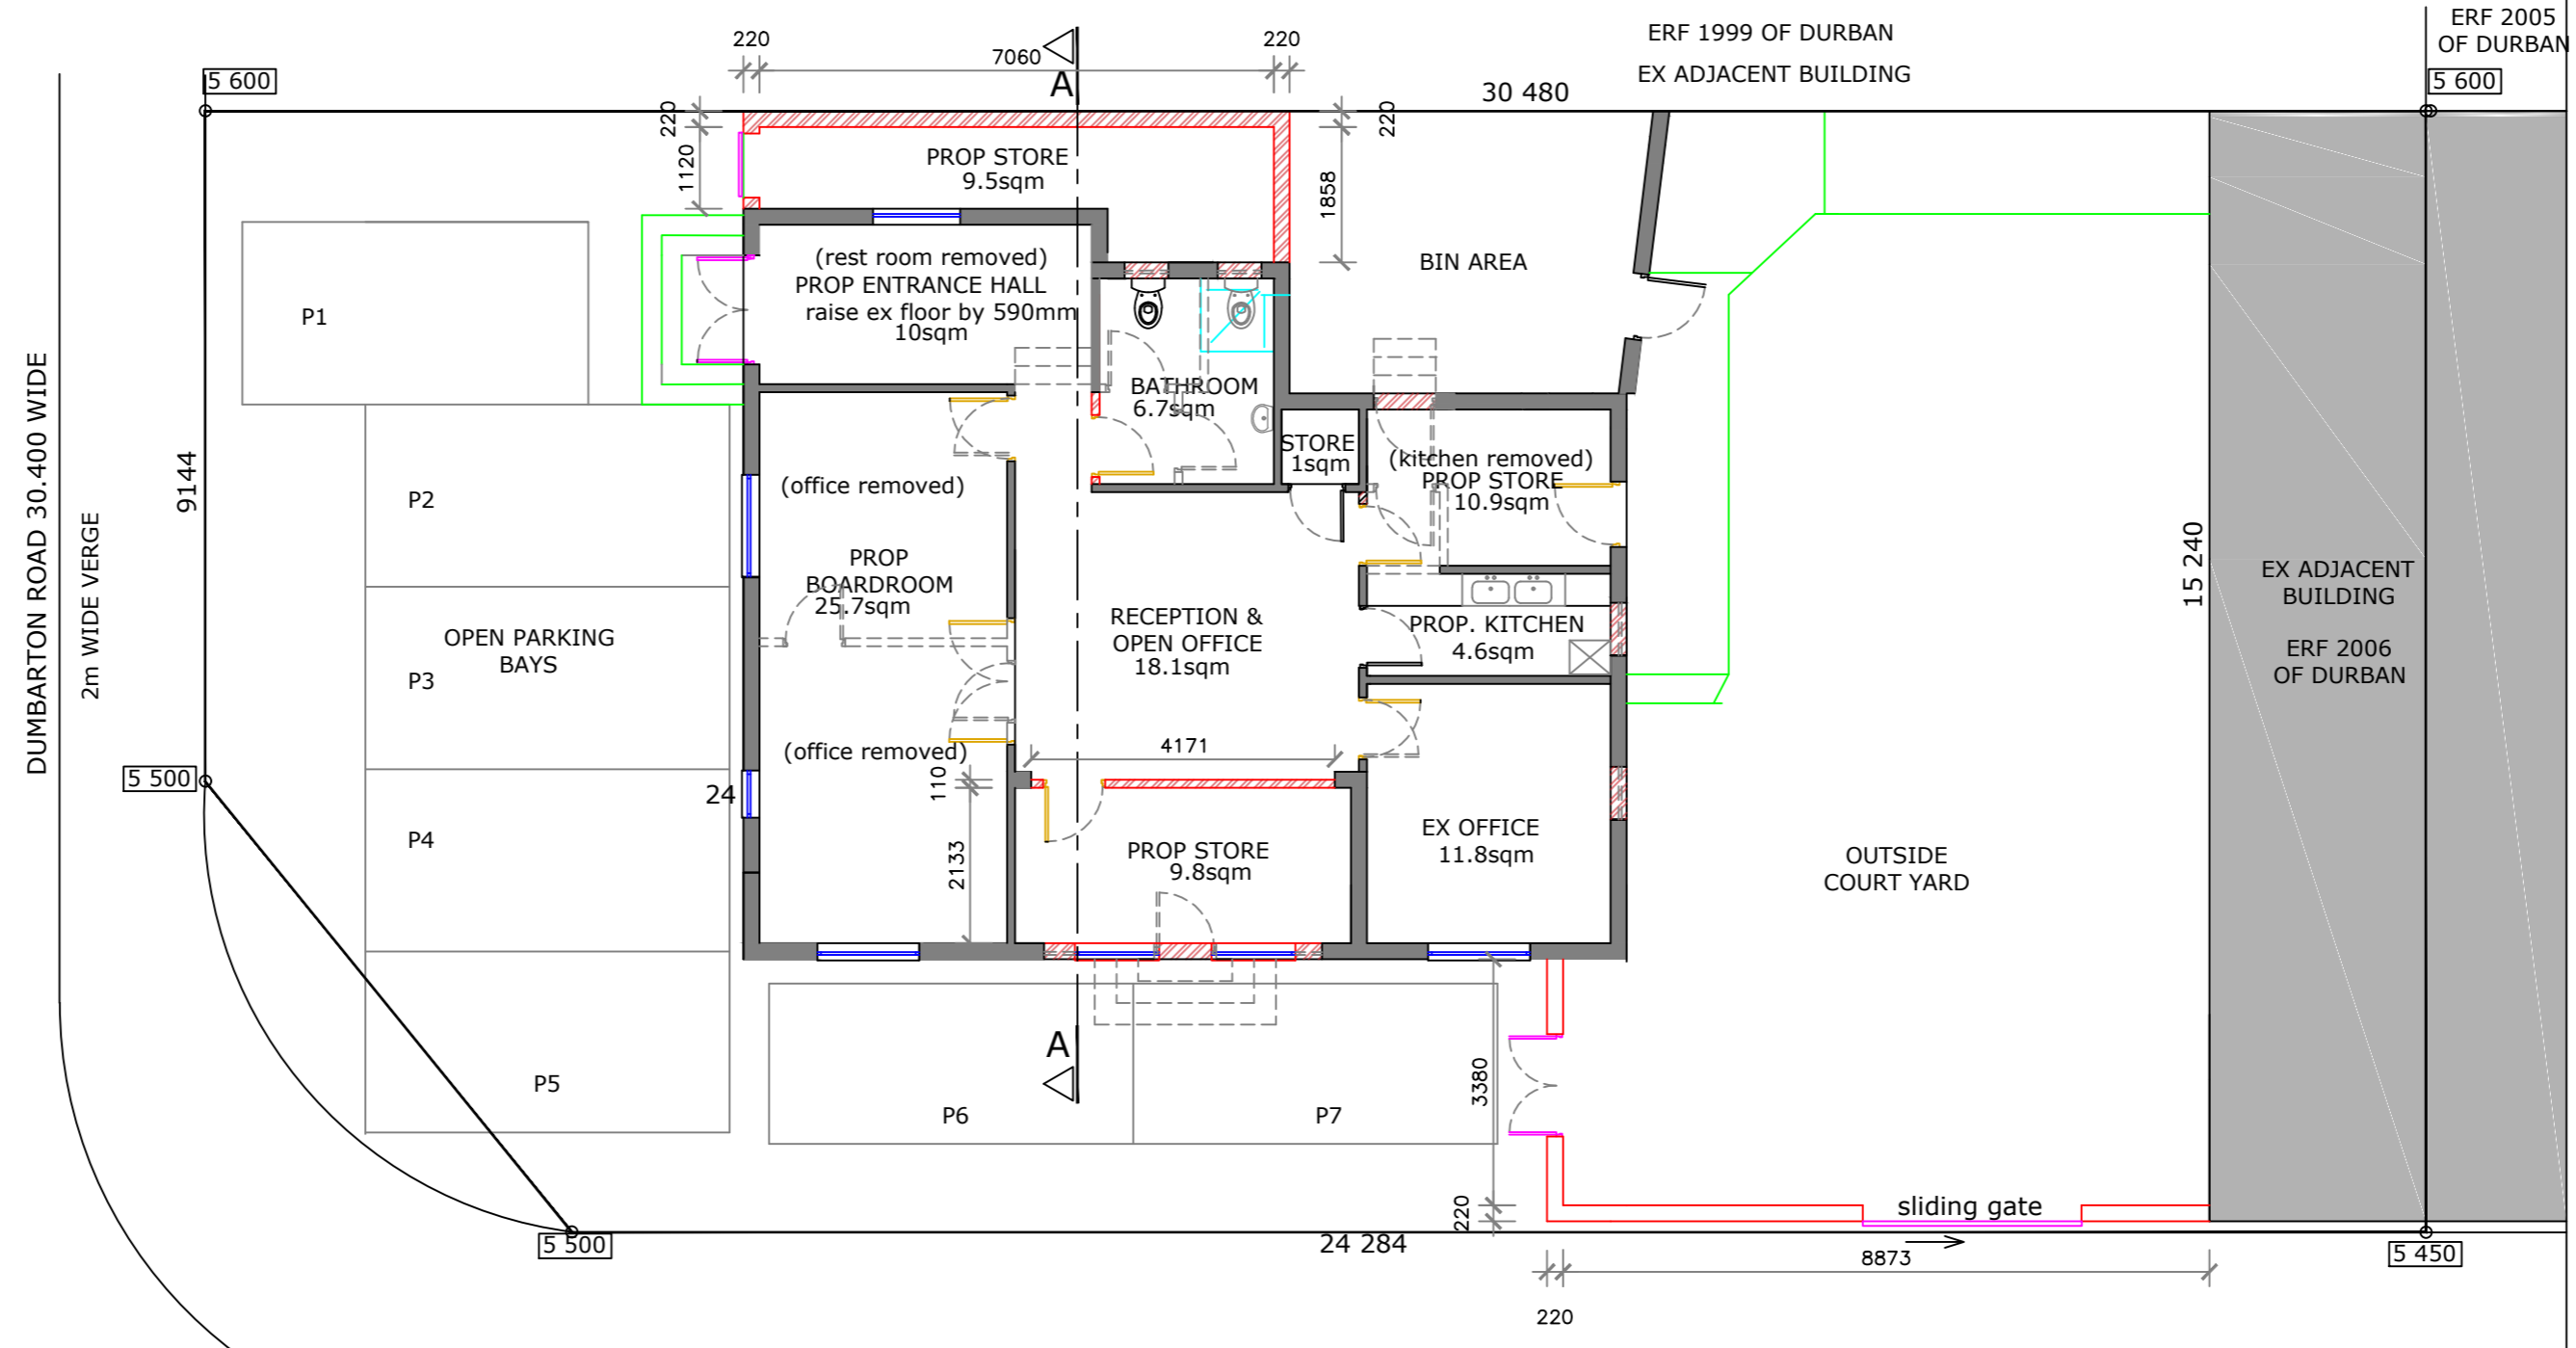 ERF 2005
OF DURBAN
ERF 1999 OF DURBAN
EX ADJACENT BUILDING
220
7060
220
A
5 600
30 480
5 600
220
1120
220
1858
PROP STORE
9.5sqm
(rest room removed)
PROP ENTRANCE HALL
raise ex floor by 590mm
10sqm
BIN AREA
P1
BATHROOM
6.7sqm
STORE
1sqm
(kitchen removed)
PROP STORE
10.9sqm
DUMBARTON ROAD 30.400 WIDE
2m WIDE VERGE
9144
P2
(office removed)
PROP
BOARDROOM
25.7sqm
OPEN PARKING
BAYS
P3
RECEPTION &
OPEN OFFICE
18.1sqm
PROP. KITCHEN
4.6sqm
15 240
EX ADJACENT
BUILDING
ERF 2006
OF DURBAN
(office removed)
4171
110
5 500
24
P4
2133
PROP STORE
9.8sqm
EX OFFICE
11.8sqm
OUTSIDE
COURT YARD
A
P5
P6
P7
3380
220
sliding gate
5 500
24 284
8873
5 450
220